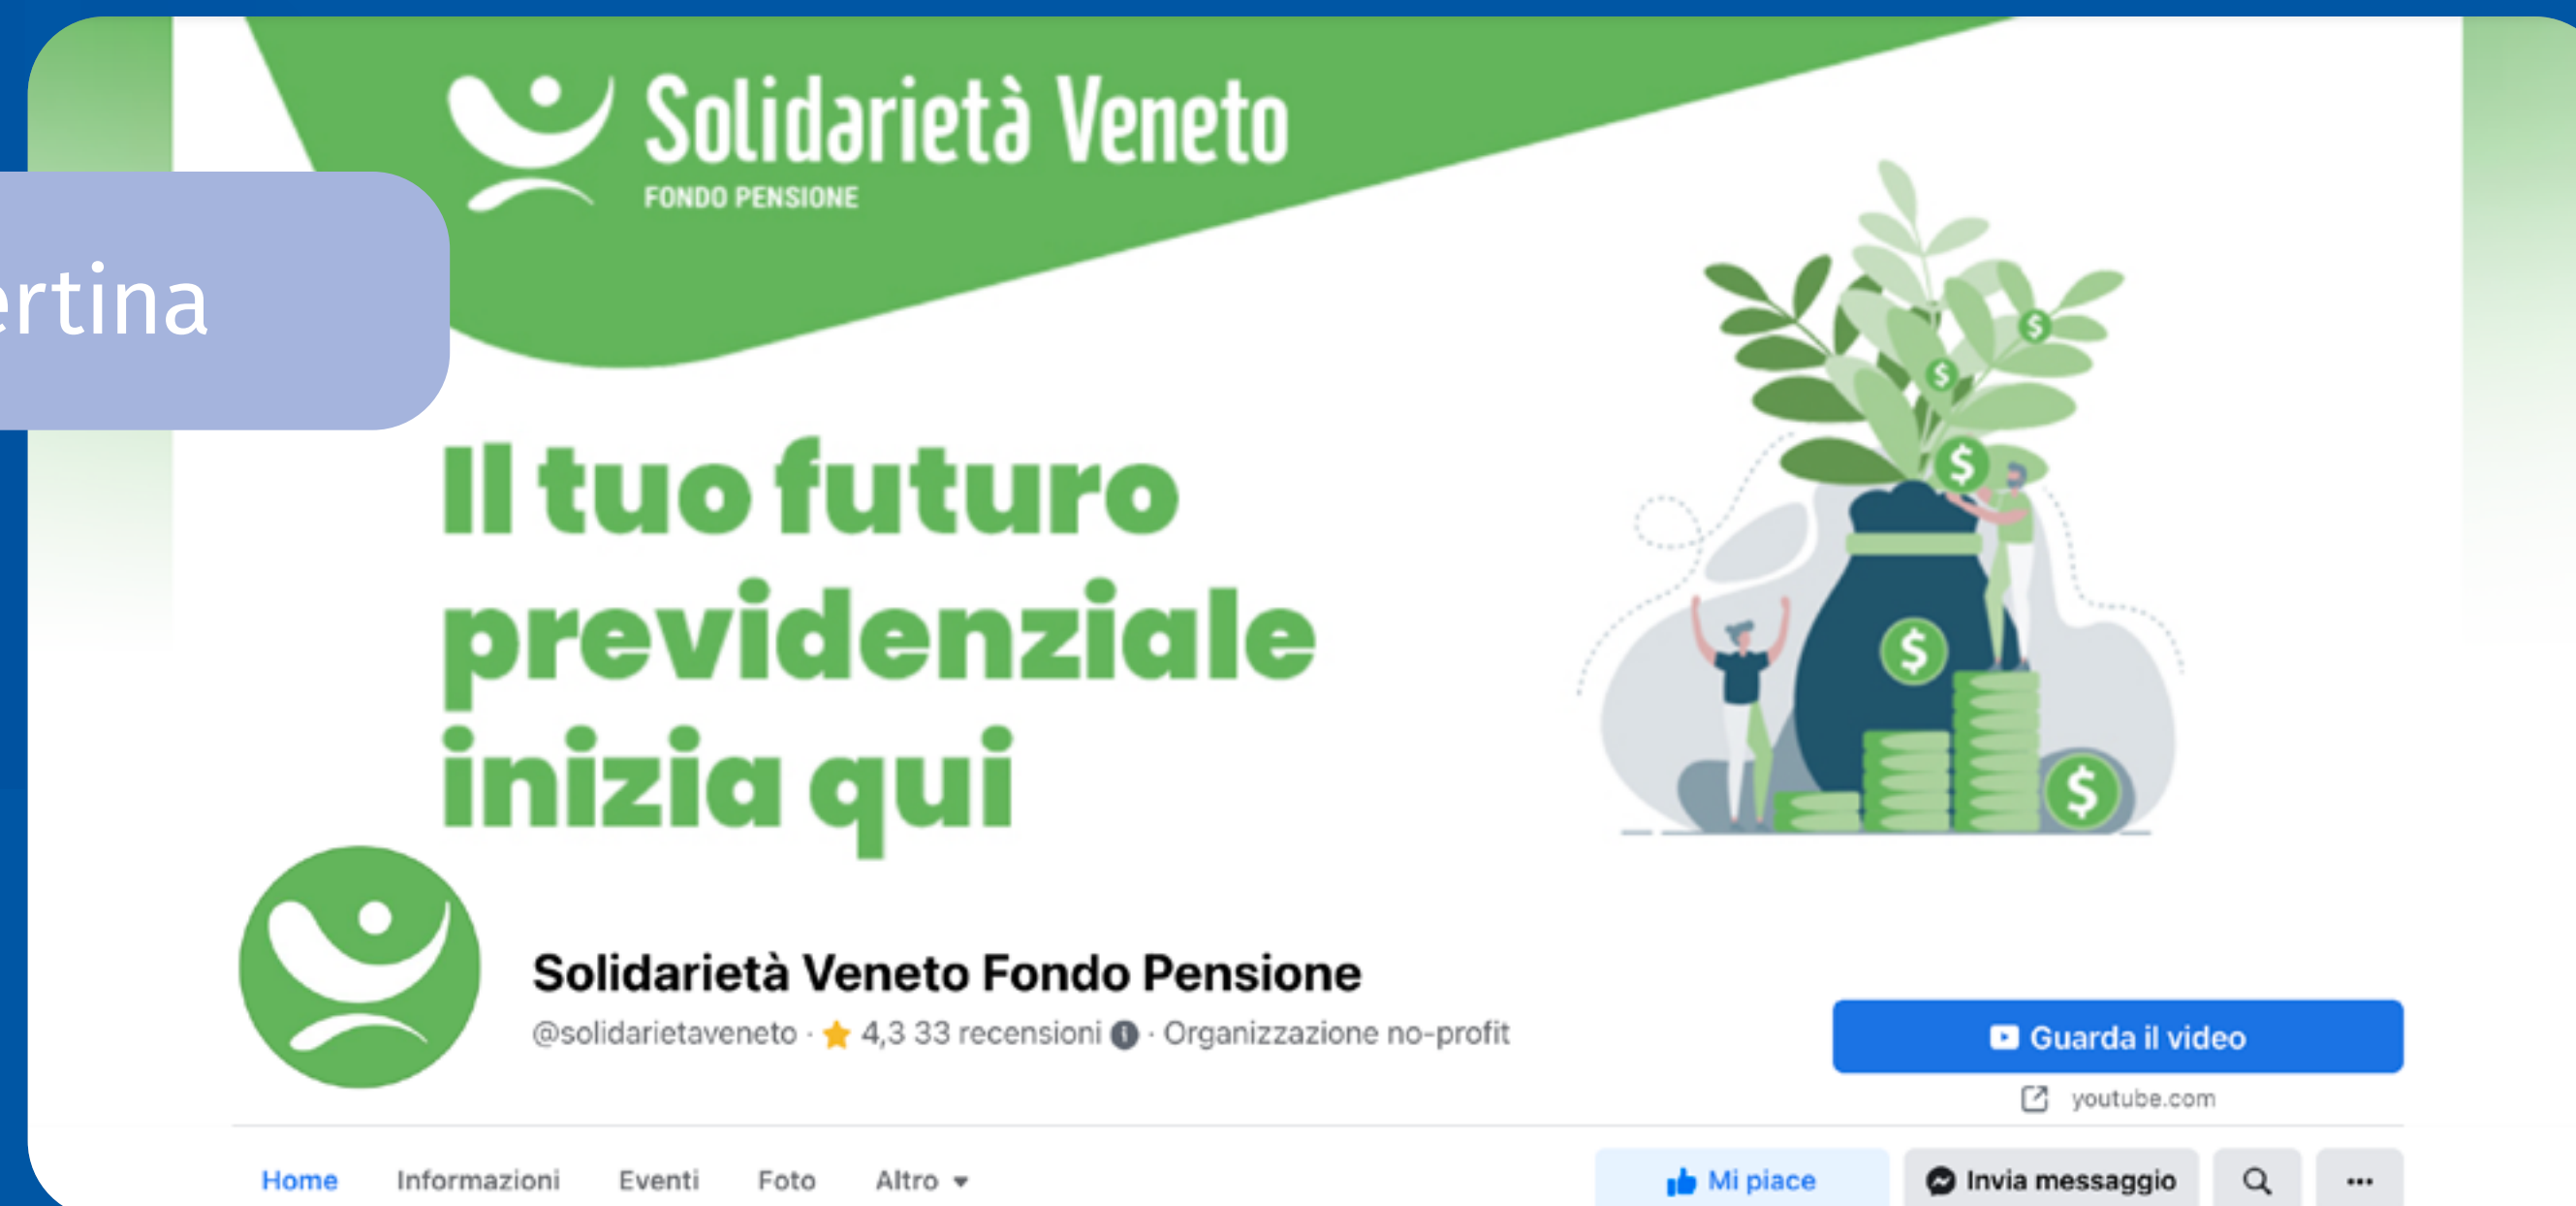 Solidarietà Veneto
FONDO PENSIONE
ertina
Il tuo futuro
previdenziale
inizia qui
$
$
$
$
$
Solidarietà Veneto Fondo Pensione
@solidarietaveneto · 4,3 33 recensioni · Organizzazione no-profit
Guarda il video
youtube.com
Home Informazioni Eventi Foto Altro
Mi piace Invia messaggio ...